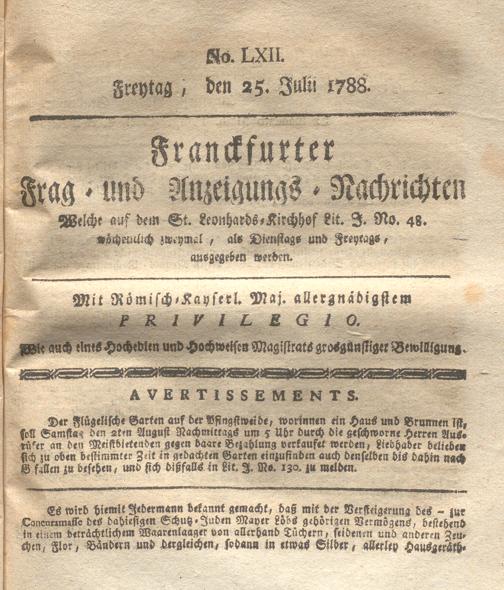 No. LXII.
Freytag, den 25. Julii 1788.
Franckfurter
Frag- und Anzeigungs-Nachrichten
Welche auf dem St. Leonhards-Kirchhof Lit. J. No. 48.
wöchentlich zweymal, als Dienstags und Freytags,
ausgegeben werden.
Mit Römisch-Kayserl. Maj. allergnädigstem
PRIVILEGIO.
Wie auch eines Hochedlen und Hochweisen Magistrats grosgünstiger Bewilligung.
AVERTISSEMENTS.
Der Flügelische Garten auf der Pfingstweide, worinnen ein Haus und Brunnen ist,
soll Samstag den 2ten August Nachmittags um 5 Uhr durch die geschworne Herren Aus-
rüfer an den Meistbietenden gegen baare Bezahlung verkaufet werden, Liebhaber belieben
sich zu oben bestimmter Zeit in gedachten Garten einzufinden auch denselben bis dahin nach
Gefallen zu besehen, und sich dißfalls in Lit. J. No. 130. zu melden.
Es wird hiemit Jedermann bekannt gemacht, daß mit der Versteigerung des - zur
Concursmasse des dahiesigen Schutz-Juden Mayer Löbs gehörigen Vermögens, bestehend
in einem beträchtlichem Waarenlaager von allerhand Tüchern, seidenen und anderen Zeu-
chen, Flor, Bändern und dergleichen, sodann in etwas Silber, allerley Hausgeräth-